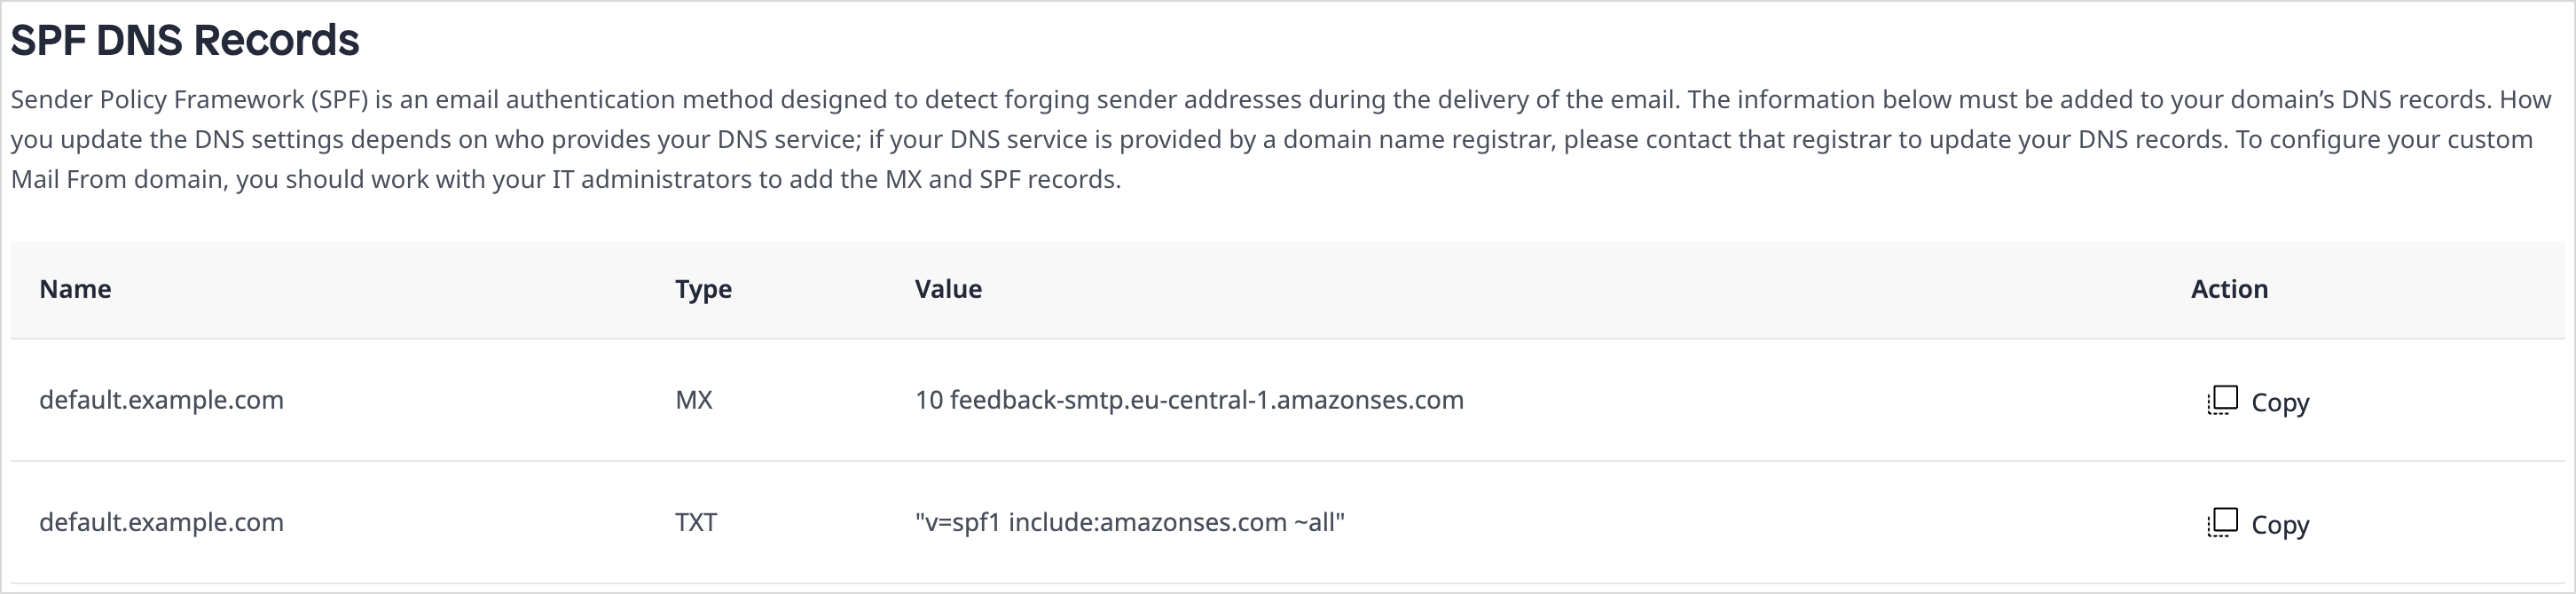 SPF DNS Records
Sender Policy Framework (SPF) is an email authentication method designed to detect forging sender addresses during the delivery of the email. The information below must be added to your domain’s DNS records. How
you update the DNS settings depends on who provides your DNS service; if your DNS service is provided by a domain name registrar, please contact that registrar to update your DNS records. To configure your custom
Mail From domain, you should work with your IT administrators to add the MX and SPF records.
Name Type Value Action
default.example.com MX 10 feedback-smtp.eu-central-1.amazonses.com Copy
default.example.com TXT "v=spf1 include:amazonses.com ~all" Copy